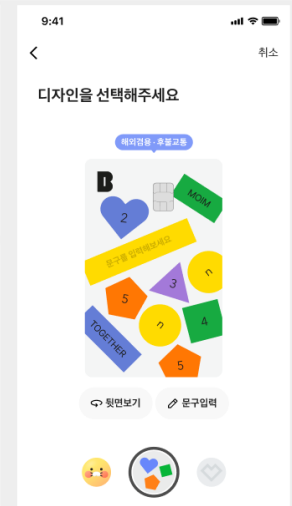 9:41
취소
디자인을 선택해주세요
해외겸용 · 후불교통
B
MOIM
2
문구를 입력해보세요
n
3
5
n
4
TOGETHER
5
뒷면보기
문구입력